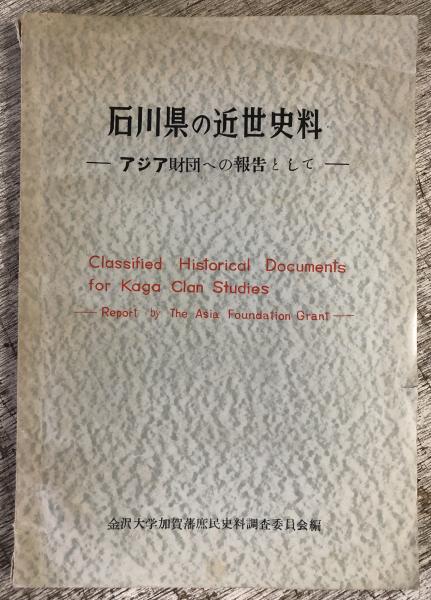 石川県の近世史料
― アジア財団への報告として ―
Classified Historical Documents
for Kaga Clan Studies
― Report by The Asia Foundation Grant ―
金沢大学加賀藩庶民史料調査委員会編